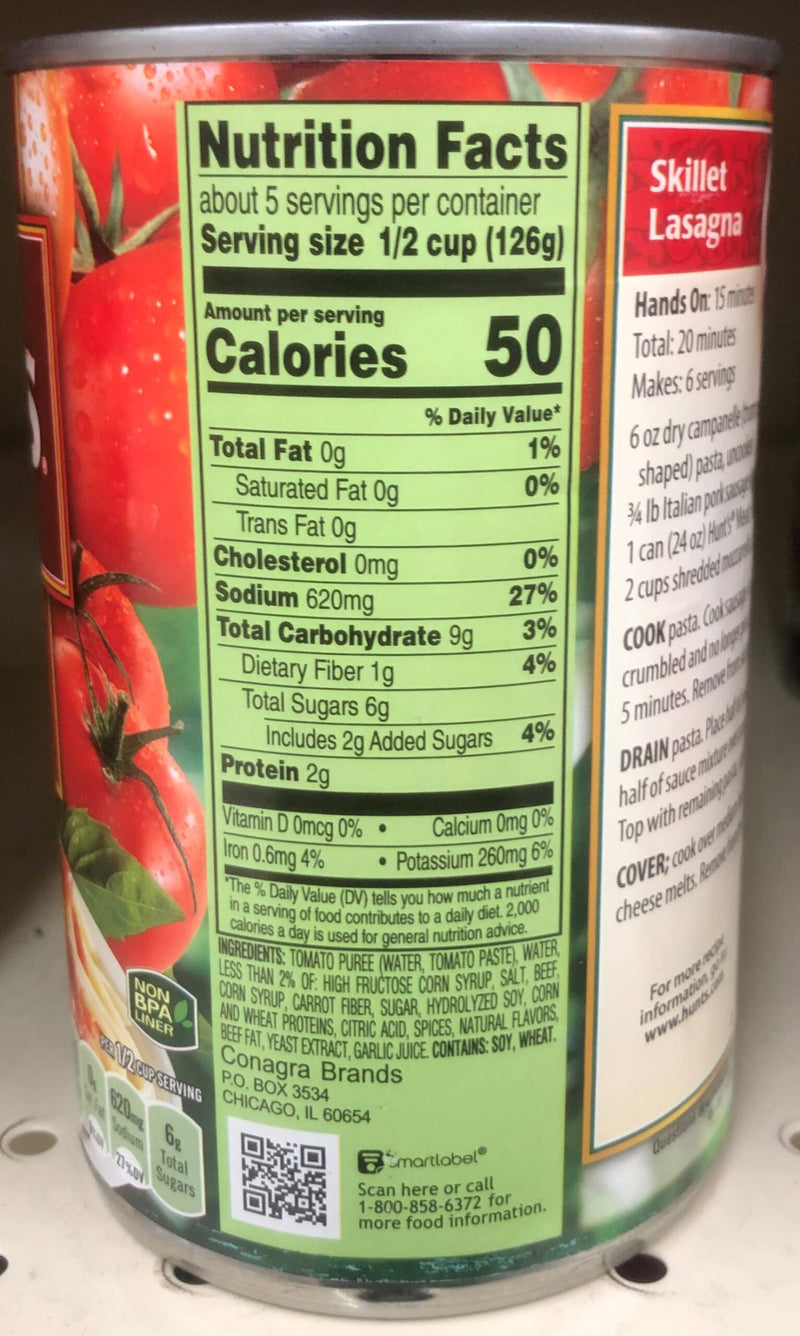 Nutrition Facts
about 5 servings per container
Serving size 1/2 cup (126g)
Amount per serving
Calories 50
% Daily Value*
Total Fat 0g 1%
Saturated Fat 0g 0%
Trans Fat 0g
Cholesterol 0mg 0%
Sodium 620mg 27%
Total Carbohydrate 9g 3%
Dietary Fiber 1g 4%
Total Sugars 6g
Includes 2g Added Sugars 4%
Protein 2g
Vitamin D 0mcg 0% • Calcium 0mg 0%
Iron 0.6mg 4% • Potassium 260mg 6%
*The % Daily Value (DV) tells you how much a nutrient
in a serving of food contributes to a daily diet. 2,000
calories a day is used for general nutrition advice.
INGREDIENTS: TOMATO PUREE (WATER, TOMATO PASTE), WATER,
LESS THAN 2% OF: HIGH FRUCTOSE CORN SYRUP, SALT, BEEF,
CORN SYRUP, CARROT FIBER, SUGAR, HYDROLYZED SOY, CORN
AND WHEAT PROTEINS, CITRIC ACID, SPICES, NATURAL FLAVORS,
BEEF FAT, YEAST EXTRACT, GARLIC JUICE. CONTAINS: SOY, WHEAT.
Conagra Brands
P.O. BOX 3534
CHICAGO, IL 60654
Smartlabel®
Scan here or call
1-800-858-6372 for
more food information.
NON
BPA
LINER
PER 1/2 CUP SERVING
620mg
Sodium
27% DV
6g
Total
Sugars
Skillet
Lasagna
Hands On: 15 minutes
Total: 20 minutes
Makes: 6 servings
6 oz dry campanelle
shaped) pasta,
3/4 lb Italian pork sausage
1 can (24 oz) Hunt's®
2 cups shredded
COOK pasta. Cook sausage
crumbled and no longer
5 minutes. Remove from
DRAIN pasta. Place half
half of sauce mixture
Top with remaining
COVER; cook over
cheese melts. Remove
For more recipe
information,
www.hunts.com
Questions